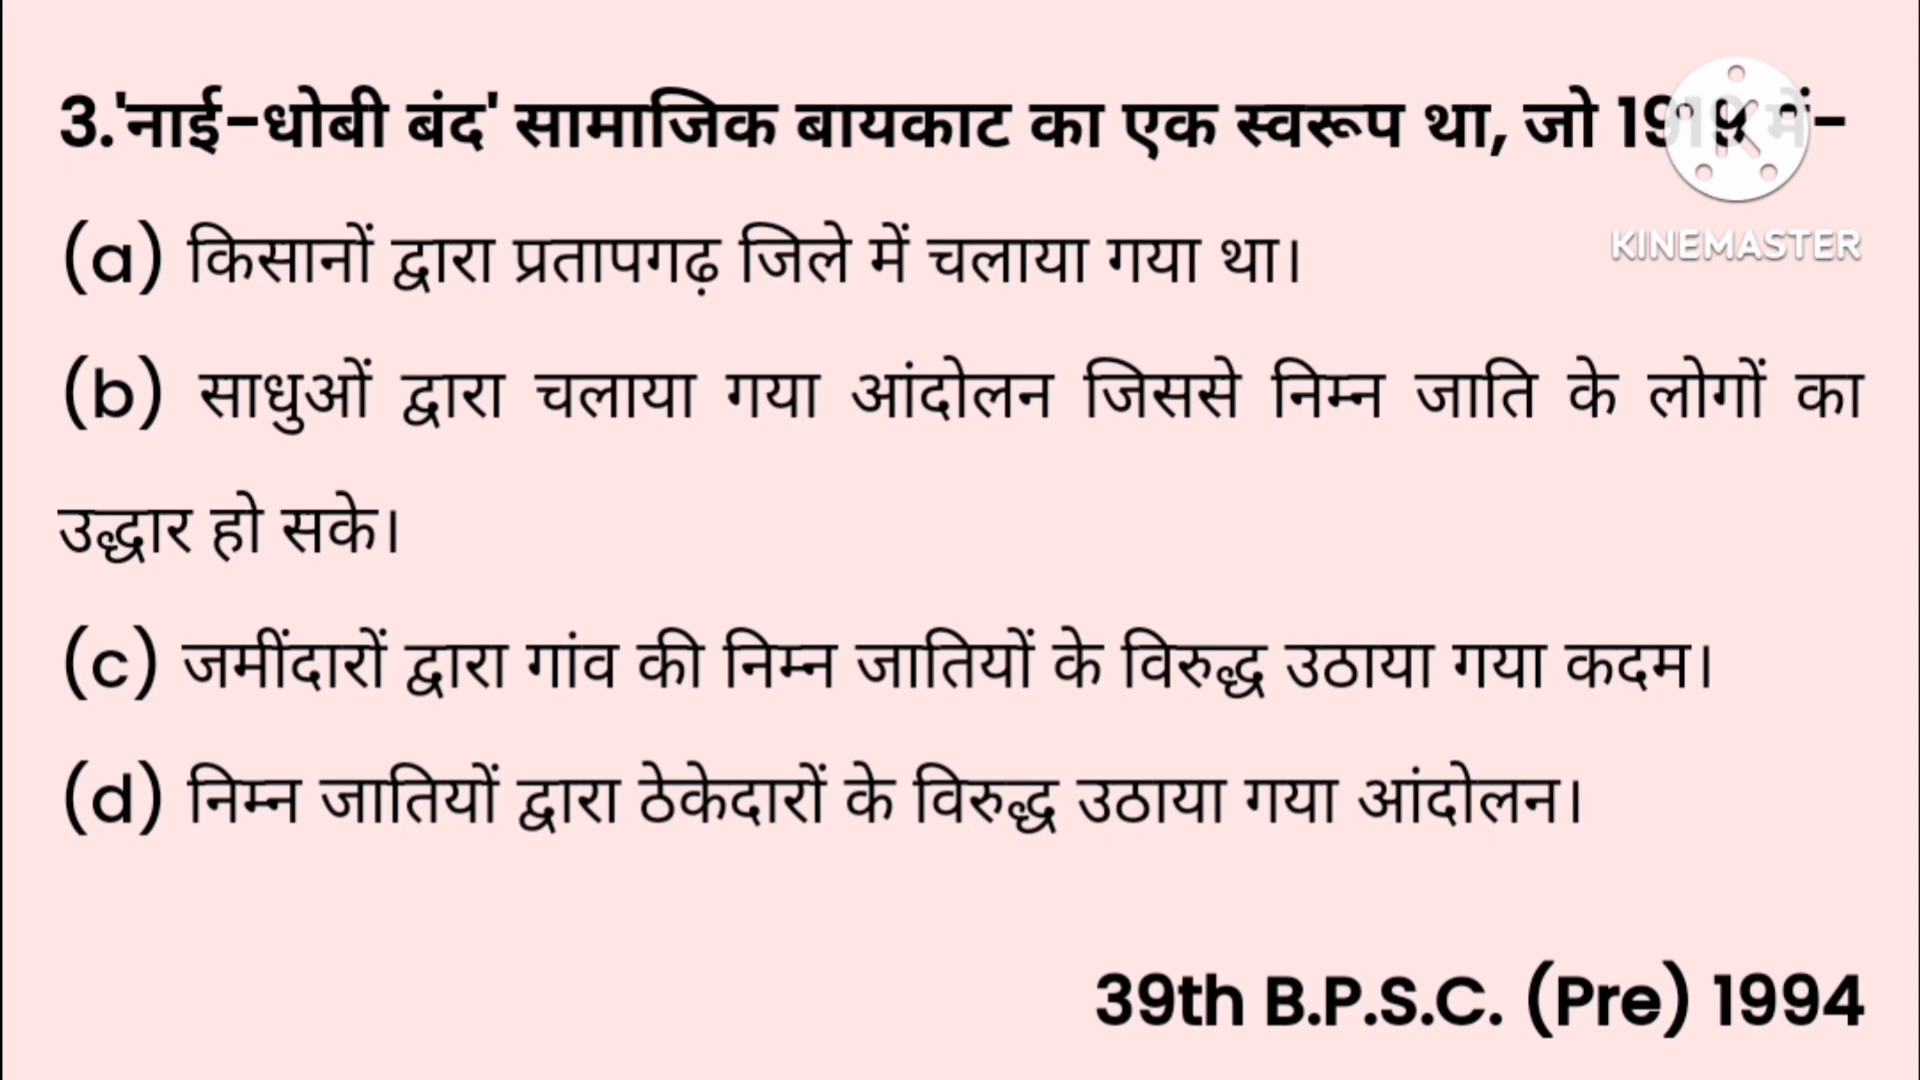 3.'नाई-धोबी बंद' सामाजिक बायकाट का एक स्वरूप था, जो 1919 में-
(a) किसानों द्वारा प्रतापगढ़ जिले में चलाया गया था।
KINEMASTER
(b) साधुओं द्वारा चलाया गया आंदोलन जिससे निम्न जाति के लोगों का
उद्धार हो सके।
(c) जमींदारों द्वारा गांव की निम्न जातियों के विरुद्ध उठाया गया कदम।
(d) निम्न जातियों द्वारा ठेकेदारों के विरुद्ध उठाया गया आंदोलन।
39th B.P.S.C. (Pre) 1994